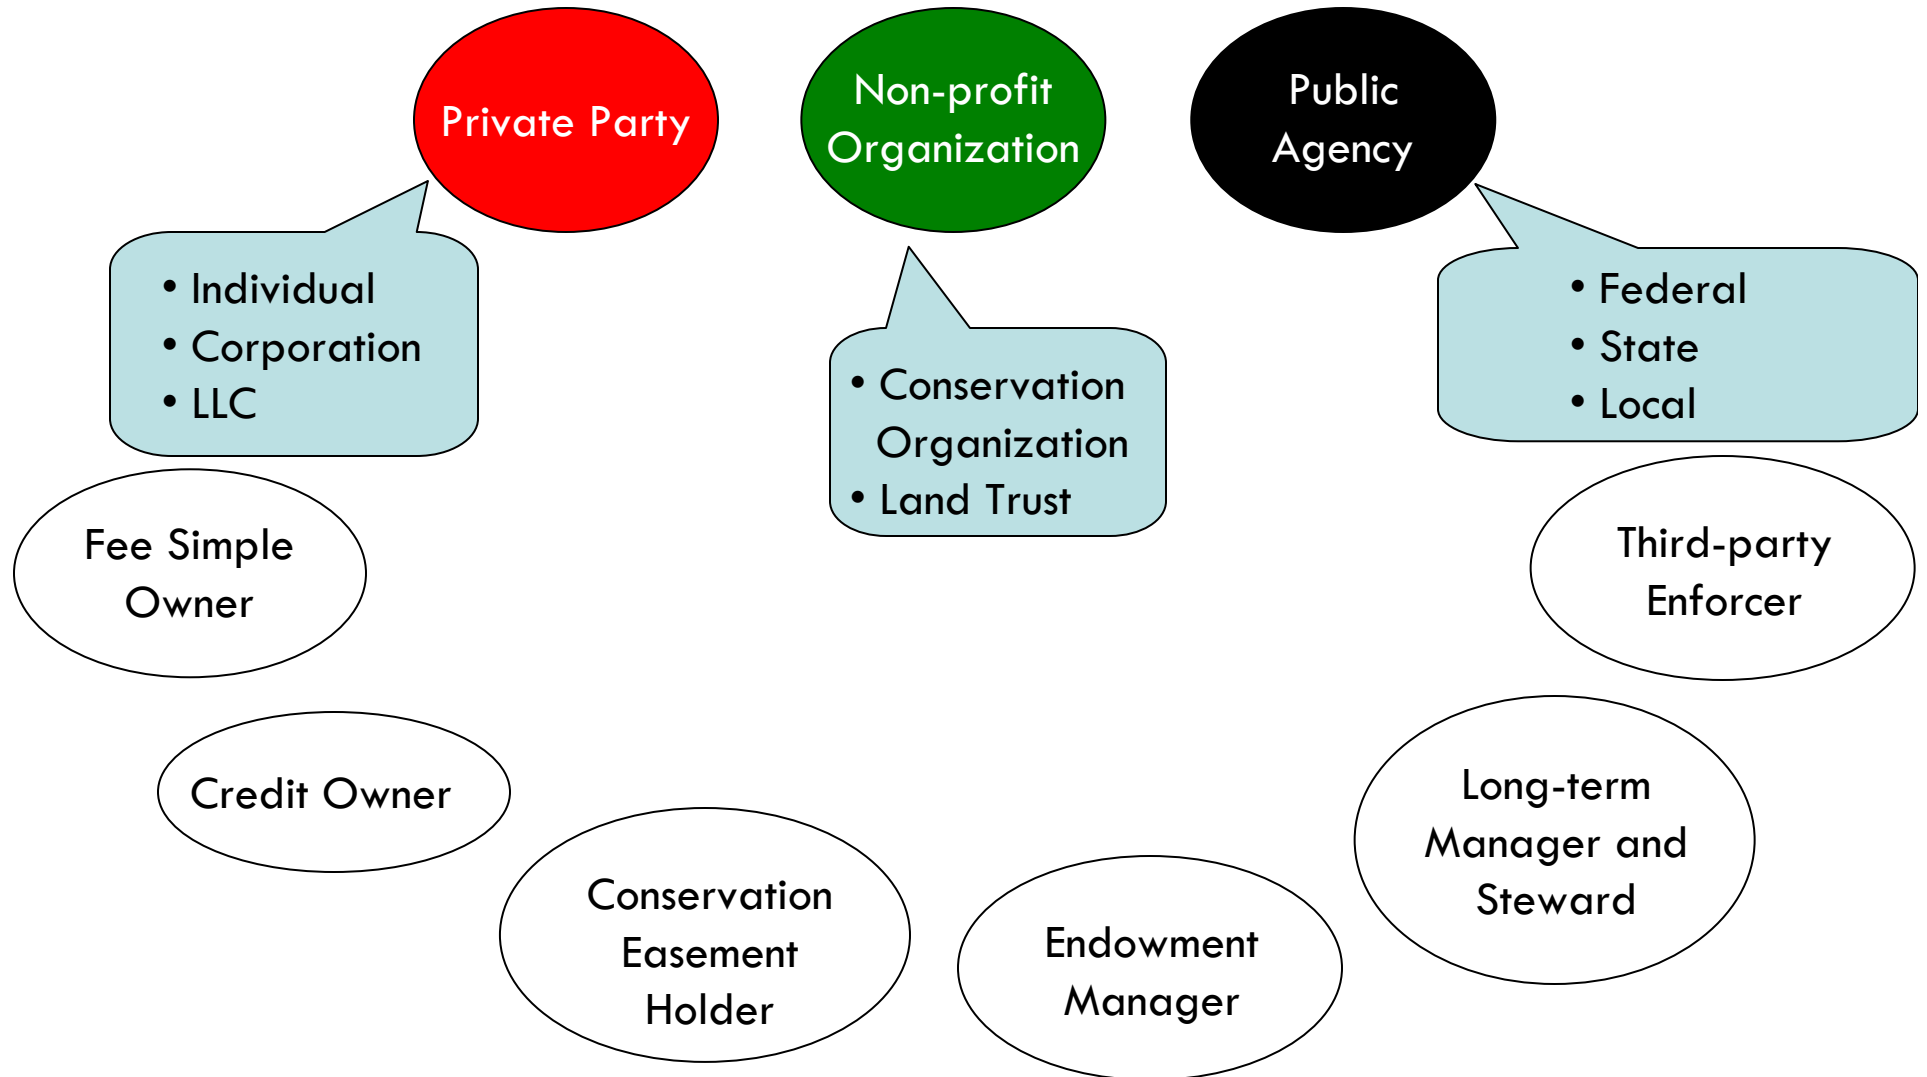 Private Party
Non-profit
Organization
Public
Agency
• Individual
• Corporation
• LLC
• Conservation
Organization
• Land Trust
• Federal
• State
• Local
Fee Simple
Owner
Credit Owner
Conservation
Easement
Holder
Endowment
Manager
Long-term
Manager and
Steward
Third-party
Enforcer